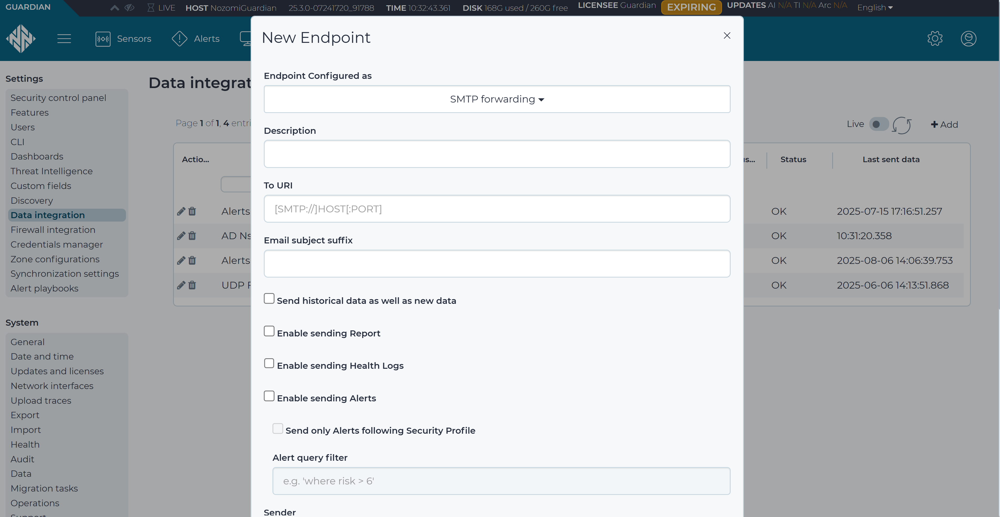 GUARDIAN
LIVE HOST NozomiGuardian 25.3.0-07241720_91788 TIME 10:32:43.361 DISK 168G used / 260G free LICENSEE Guardian EXPIRING UPDATES AI N/A TI N/A Arc N/A English
Sensors Alerts
Settings
Security control panel
Features
Users
CLI
Dashboards
Threat Intelligence
Custom fields
Discovery
Data integration
Firewall integration
Credentials manager
Zone configurations
Synchronization settings
Alert playbooks
System
General
Date and time
Updates and licenses
Network interfaces
Upload traces
Export
Import
Health
Audit
Data
Migration tasks
Operations
Support
Data integrat
Page 1 of 1, 4 entri
Live Add
Actio... Status Last sent data
Alerts OK 2025-07-15 17:16:51.257
AD Ns OK 10:31:20.358
Alerts OK 2025-08-06 14:06:39.753
UDP F OK 2025-06-06 14:13:51.868
New Endpoint
Endpoint Configured as
SMTP forwarding
Description
To URI
[SMTP://]HOST[:PORT]
Email subject suffix
Send historical data as well as new data
Enable sending Report
Enable sending Health Logs
Enable sending Alerts
Send only Alerts following Security Profile
Alert query filter
e.g. 'where risk > 6'
Sender